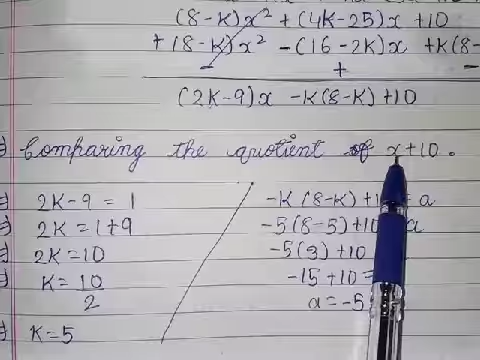 (8-k)x² + (4k-25)x + 10
+ (8-k)x² - (16-2k)x + k(8-
- + -
(2k-9)x - k(8-k) + 10
Comparing the quotient of x+10.
2k-9 = 1 -k(8-k)+1 = a
2k = 1+9 -5(8-5)+10 a
2k = 10 -5(3)+10
k = 10/2 -15+10 =
a = -5
k = 5